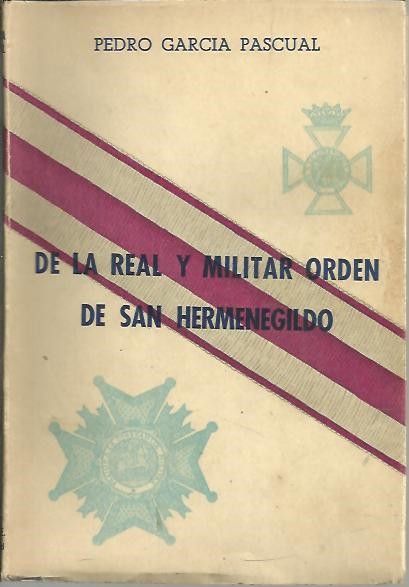 PEDRO GARCIA PASCUAL
DE LA REAL Y MILITAR ORDEN
DE SAN HERMENEGILDO